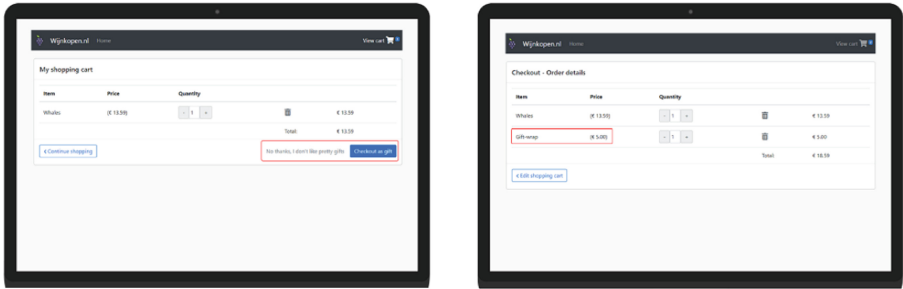 Wijnkopen.nl Home View cart
My shopping cart
Item Price Quantity
Whales (€ 13.59) - 1 + € 13.59
Total: € 13.59
< Continue shopping No thanks, I don't like pretty gifts Checkout as gift
Wijnkopen.nl Home View cart
Checkout - Order details
Item Price Quantity
Whales (€ 13.59) - 1 + € 13.59
Gift-wrap (€ 5.00) - 1 + € 5.00
Total: € 18.59
< Edit shopping cart